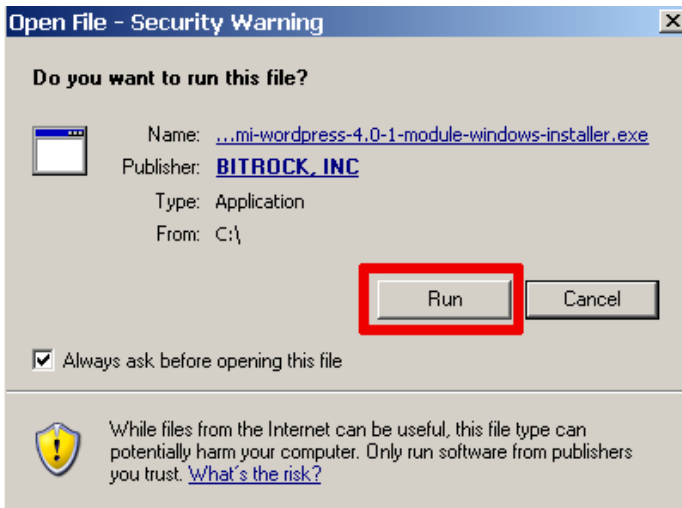 Open File - Security Warning
Do you want to run this file?
Name: ...mi-wordpress-4.0-1-module-windows-installer.exe
Publisher: BITROCK, INC
Type: Application
From: C:\
Run Cancel
Always ask before opening this file
While files from the Internet can be useful, this file type can
potentially harm your computer. Only run software from publishers
you trust. What's the risk?